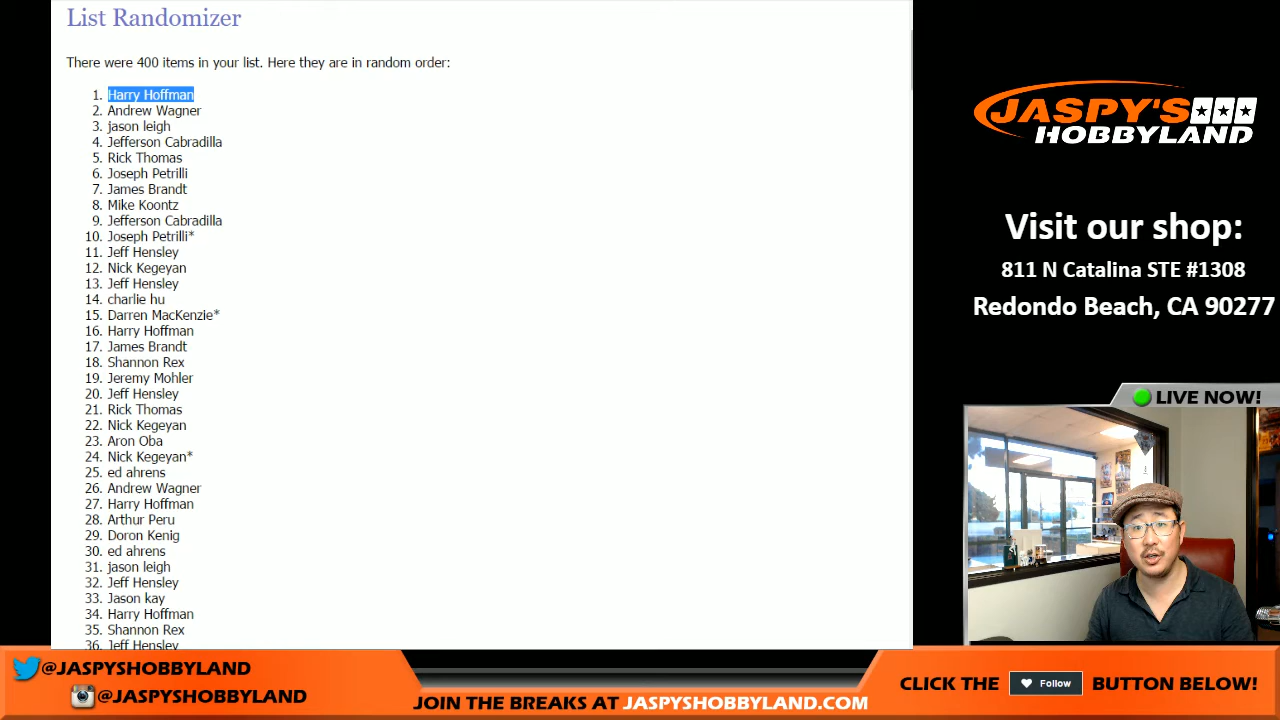 List Randomizer
There were 400 items in your list. Here they are in random order:
1. Harry Hoffman
2. Andrew Wagner
3. jason leigh
4. Jefferson Cabradilla
5. Rick Thomas
6. Joseph Petrilli
7. James Brandt
8. Mike Koontz
9. Jefferson Cabradilla
10. Joseph Petrilli*
11. Jeff Hensley
12. Nick Kegeyan
13. Jeff Hensley
14. charlie hu
15. Darren MacKenzie*
16. Harry Hoffman
17. James Brandt
18. Shannon Rex
19. Jeremy Mohler
20. Jeff Hensley
21. Rick Thomas
22. Nick Kegeyan
23. Aron Oba
24. Nick Kegeyan*
25. ed ahrens
26. Andrew Wagner
27. Harry Hoffman
28. Arthur Peru
29. Doron Kenig
30. ed ahrens
31. jason leigh
32. Jeff Hensley
33. Jason kay
34. Harry Hoffman
35. Shannon Rex
36. Jeff Hensley
JASPY'S
HOBBYLAND
Visit our shop:
811 N Catalina STE #1308
Redondo Beach, CA 90277
LIVE NOW!
@JASPYSHOBBYLAND
@JASPYSHOBBYLAND
JOIN THE BREAKS AT JASPYSHOBBYLAND.COM
CLICK THE Follow BUTTON BELOW!